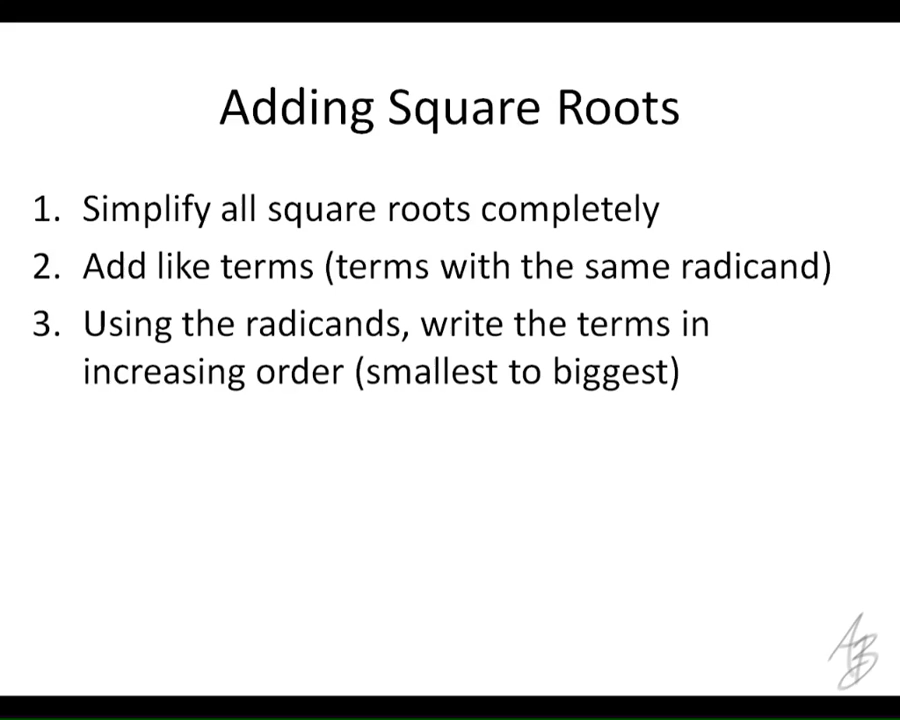 Adding Square Roots
1. Simplify all square roots completely
2. Add like terms (terms with the same radicand)
3. Using the radicands, write the terms in
increasing order (smallest to biggest)